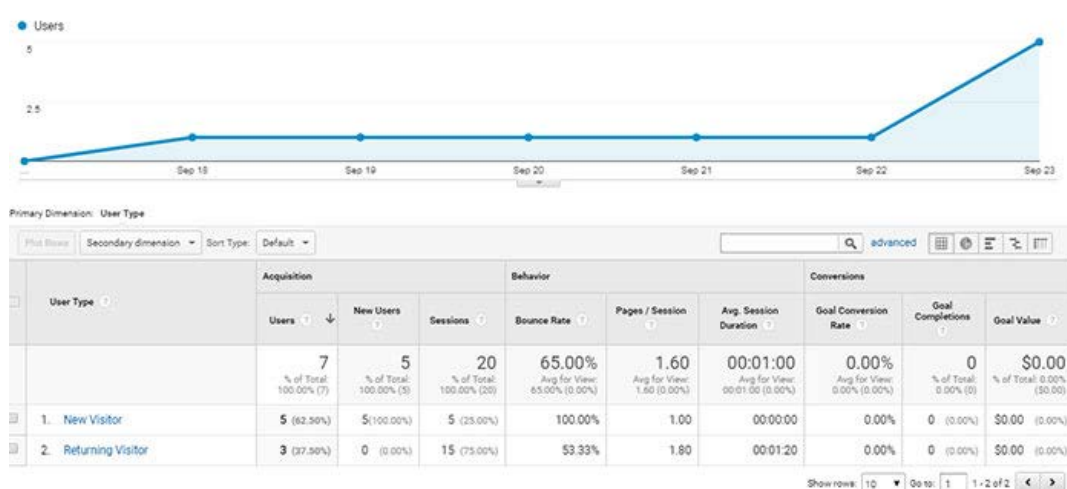 Users
5
2.5
... Sep 18 Sep 19 Sep 20 Sep 21 Sep 22 Sep 23
Primary Dimension: User Type
Plot Rows Secondary dimension Sort Type: Default advanced
Acquisition Behavior Conversions
User Type Users New Users Sessions Bounce Rate Pages / Session Avg. Session Duration Goal Conversion Rate Goal Completions Goal Value
7 5 20 65.00% 1.60 00:01:00 0.00% 0 $0.00
% of Total: 100.00% (7) % of Total: 100.00% (5) % of Total: 100.00% (20) Avg for View: 65.00% (0.00%) Avg for View: 1.60 (0.00%) Avg for View: 00:01:00 (0.00%) Avg for View: 0.00% (0.00%) % of Total: 0.00% (0) % of Total: 0.00% ($0.00)
1. New Visitor 5 (62.50%) 5(100.00%) 5 (25.00%) 100.00% 1.00 00:00:00 0.00% 0 (0.00%) $0.00 (0.00%)
2. Returning Visitor 3 (37.50%) 0 (0.00%) 15 (75.00%) 53.33% 1.80 00:01:20 0.00% 0 (0.00%) $0.00 (0.00%)
Show rows: 10 Go to: 1 1 - 2 of 2